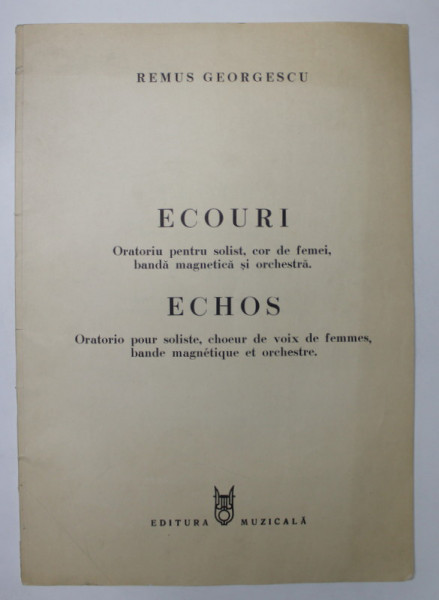 REMUS GEORGESCU
ECOURI
Oratoriu pentru solist, cor de femei,
bandă magnetică și orchestră.
ECHOS
Oratorio pour soliste, choeur de voix de femmes,
bande magnêtique et orchestre.
EDITURA MUZICALĂ